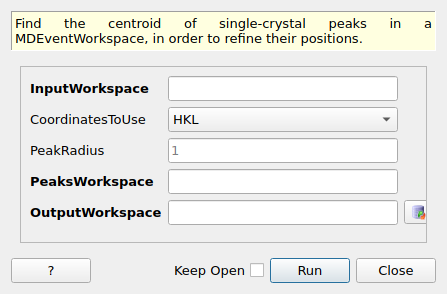 Find the centroid of single-crystal peaks in a
MDEventWorkspace, in order to refine their positions.
InputWorkspace
CoordinatesToUse HKL
PeakRadius 1
PeaksWorkspace
OutputWorkspace
? Keep Open Run Close